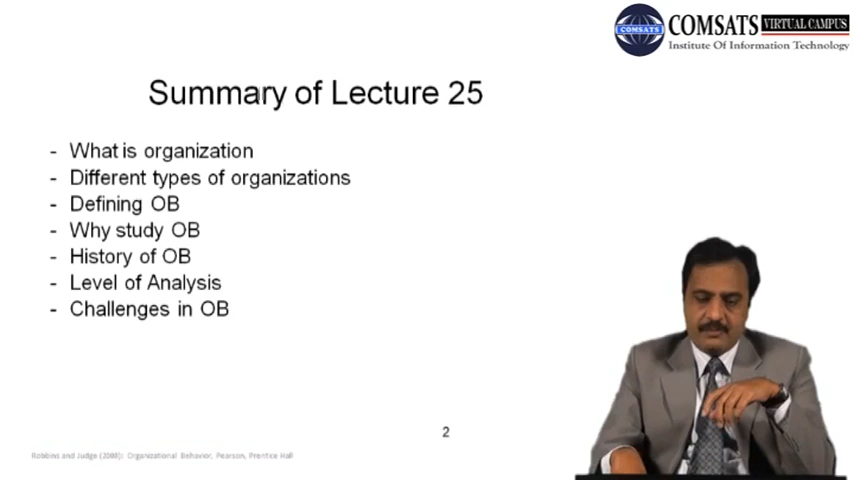 COMSATS VIRTUAL CAMPUS
COMSATS
Institute Of Information Technology
Summary of Lecture 25
- What is organization
- Different types of organizations
- Defining OB
- Why study OB
- History of OB
- Level of Analysis
- Challenges in OB
2
Robbins and Judge (2009): Organizational Behavior, Pearson, Prentice Hall